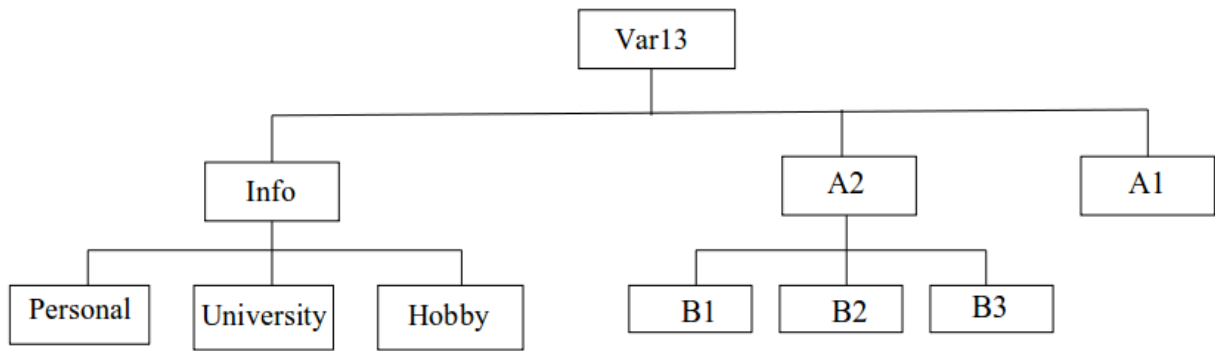 Var13
Info
A2
A1
Personal
University
Hobby
B1
B2
B3